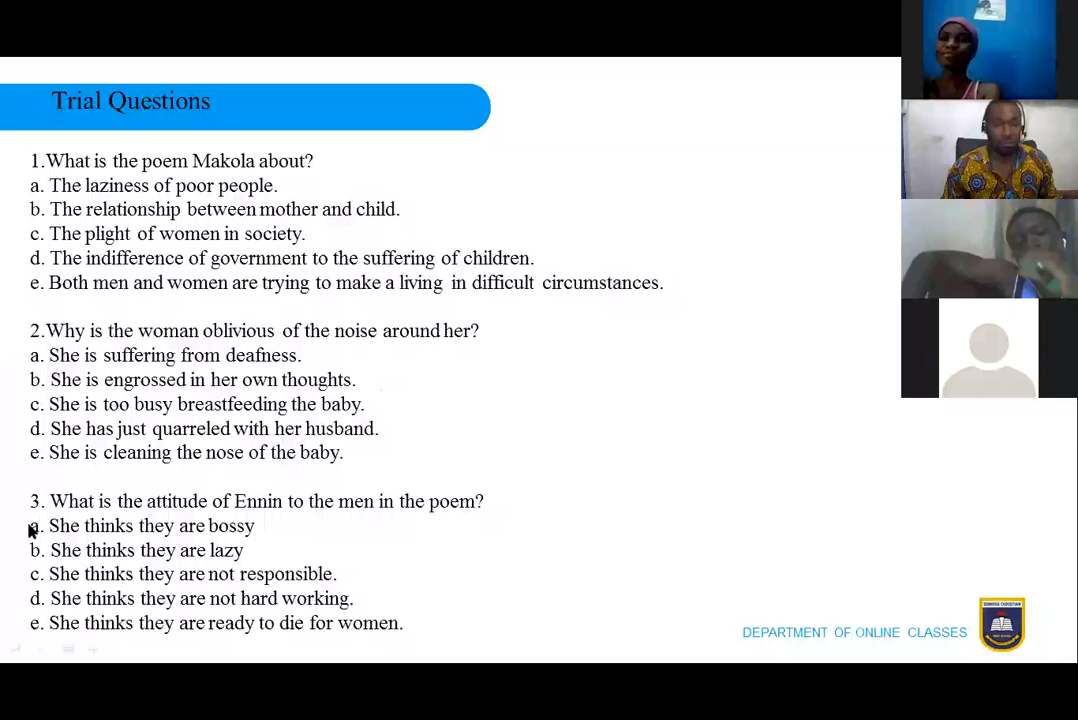 Trial Questions
1.What is the poem Makola about?
a. The laziness of poor people.
b. The relationship between mother and child.
c. The plight of women in society.
d. The indifference of government to the suffering of children.
e. Both men and women are trying to make a living in difficult circumstances.
2.Why is the woman oblivious of the noise around her?
a. She is suffering from deafness.
b. She is engrossed in her own thoughts.
c. She is too busy breastfeeding the baby.
d. She has just quarreled with her husband.
e. She is cleaning the nose of the baby.
3. What is the attitude of Ennin to the men in the poem?
a. She thinks they are bossy
b. She thinks they are lazy
c. She thinks they are not responsible.
d. She thinks they are not hard working.
e. She thinks they are ready to die for women.
DEPARTMENT OF ONLINE CLASSES